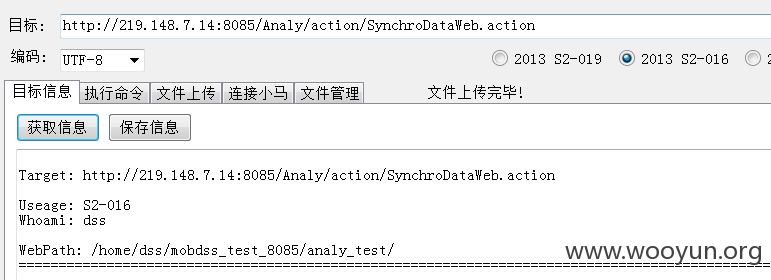 目标: http://219.148.7.14:8085/Analy/action/SynchroDataWeb.action
编码: UTF-8 2013 S2-019 2013 S2-016 2
目标信息 执行命令 文件上传 连接小马 文件管理 文件上传完毕!
获取信息 保存信息
Target: http://219.148.7.14:8085/Analy/action/SynchroDataWeb.action
Useage: S2-016
Whoami: dss
WebPath: /home/dss/mobdss_test_8085/analy_test/
================================================================================
www.wooyun.org